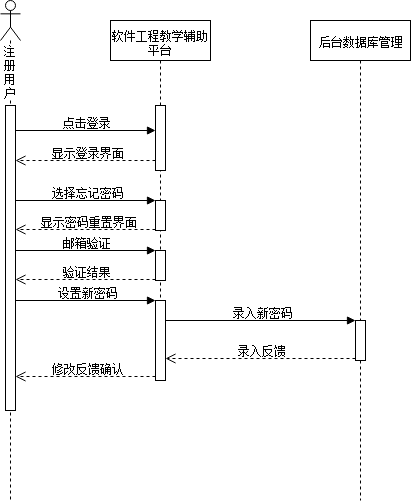 注册用户
软件工程教学辅助
平台
后台数据库管理
点击登录
显示登录界面
选择忘记密码
显示密码重置界面
邮箱验证
验证结果
设置新密码
录入新密码
录入反馈
修改反馈确认